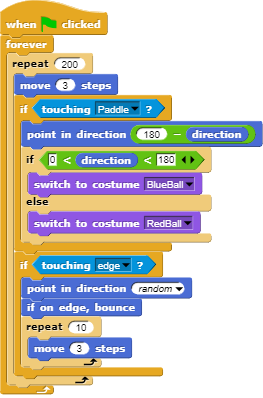 when clicked
forever
repeat 200
move 3 steps
if touching Paddle ?
point in direction 180 − direction
if 0 < direction < 180
switch to costume BlueBall
else
switch to costume RedBall
if touching edge ?
point in direction random
if on edge, bounce
repeat 10
move 3 steps